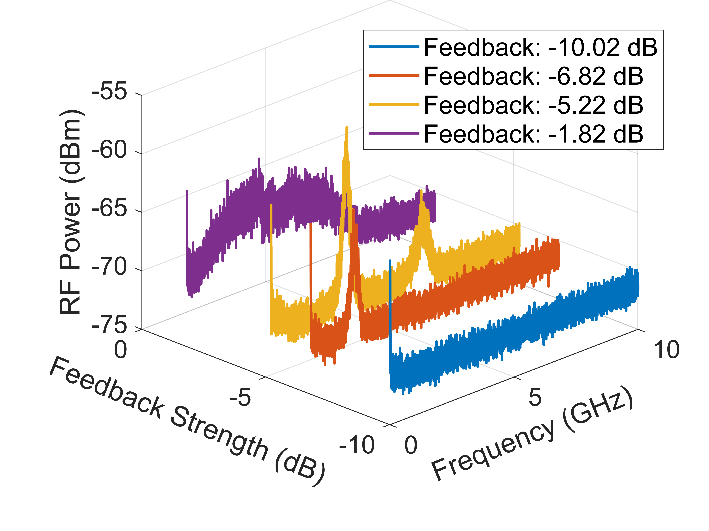 Feedback: -10.02 dB
Feedback: -6.82 dB
Feedback: -5.22 dB
Feedback: -1.82 dB
-55
-60
-65
-70
-75
RF Power (dBm)
0
-5
-10
Feedback Strength (dB)
0
5
10
Frequency (GHz)